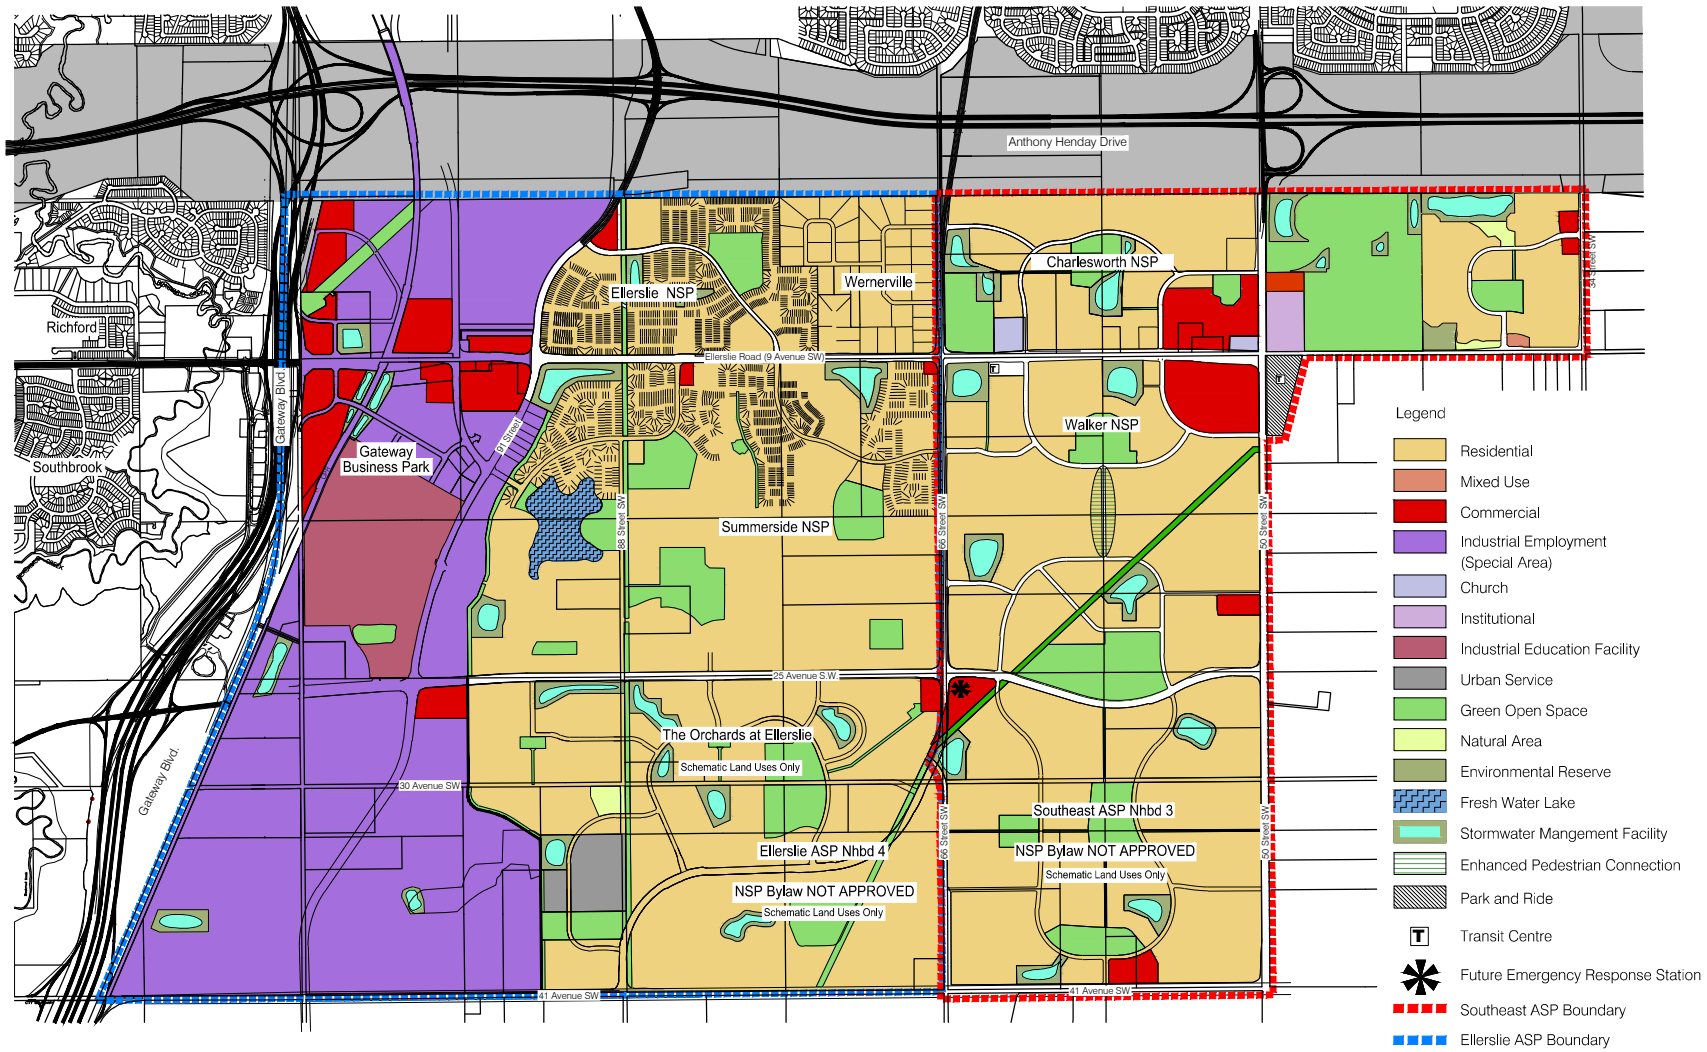 Anthony Henday Drive
Charlesworth NSP
Ellerslie NSP
Wernerville
34 Street SW
Richford
Ellerslie Road (9 Avenue SW)
Gateway Blvd.
91 Street
Walker NSP
Gateway
Business Park
Southbrook
88 Street SW
Summerside NSP
66 Street SW
50 Street SW
25 Avenue S.W.
The Orchards at Ellerslie
Schematic Land Uses Only
Gateway Blvd.
30 Avenue SW
Southeast ASP Nhbd 3
NSP Bylaw NOT APPROVED
Schematic Land Uses Only
66 Street SW
50 Street SW
Ellerslie ASP Nhbd 4
NSP Bylaw NOT APPROVED
Schematic Land Uses Only
41 Avenue SW
41 Avenue SW
T
T
Legend
Residential
Mixed Use
Commercial
Industrial Employment
(Special Area)
Church
Institutional
Industrial Education Facility
Urban Service
Green Open Space
Natural Area
Environmental Reserve
Fresh Water Lake
Stormwater Mangement Facility
Enhanced Pedestrian Connection
Park and Ride
T Transit Centre
Future Emergency Response Station
Southeast ASP Boundary
Ellerslie ASP Boundary